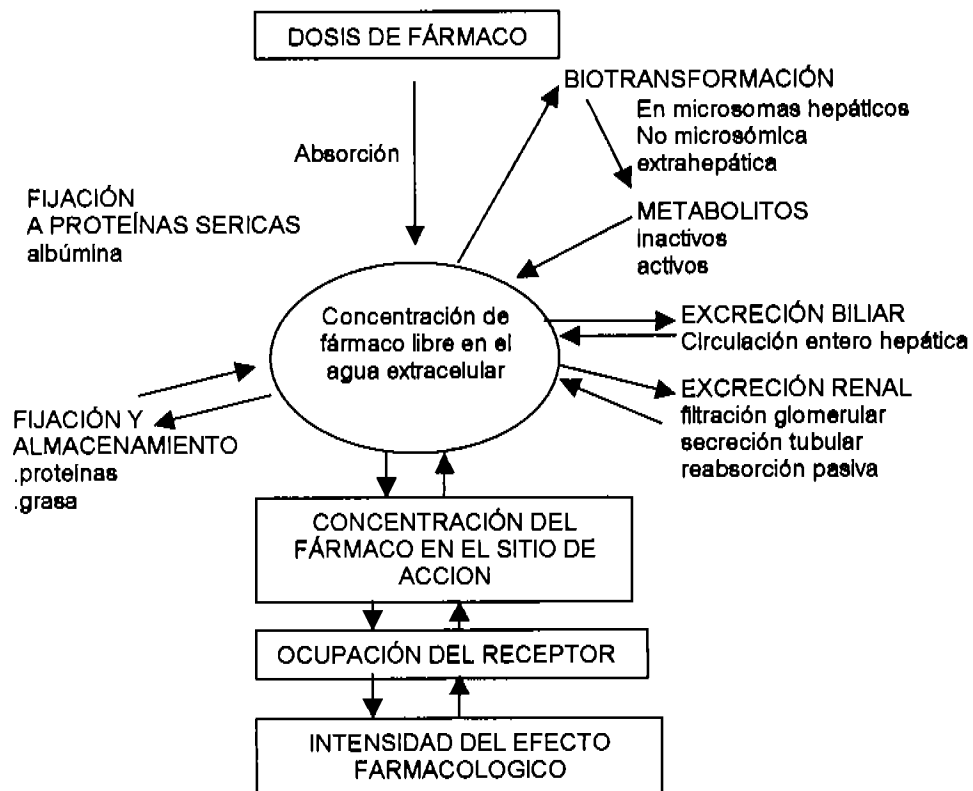 DOSIS DE FÁRMACO
BIOTRANSFORMACIÓN
En microsomas hepáticos
No microsómica
extrahepática
Absorción
FIJACIÓN
A PROTEÍNAS SERICAS
albúmina
METABOLITOS
inactivos
activos
Concentración de
fármaco libre en el
agua extracelular
EXCRECIÓN BILIAR
Circulación entero hepática
EXCRECIÓN RENAL
filtración glomerular
secreción tubular
reabsorción pasiva
FIJACIÓN Y
ALMACENAMIENTO
.proteínas
.grasa
CONCENTRACIÓN DEL
FÁRMACO EN EL SITIO DE
ACCION
OCUPACIÓN DEL RECEPTOR
INTENSIDAD DEL EFECTO
FARMACOLOGICO